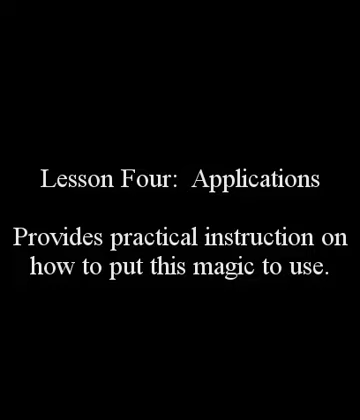 Lesson Four:  Applications
Provides practical instruction on
how to put this magic to use.